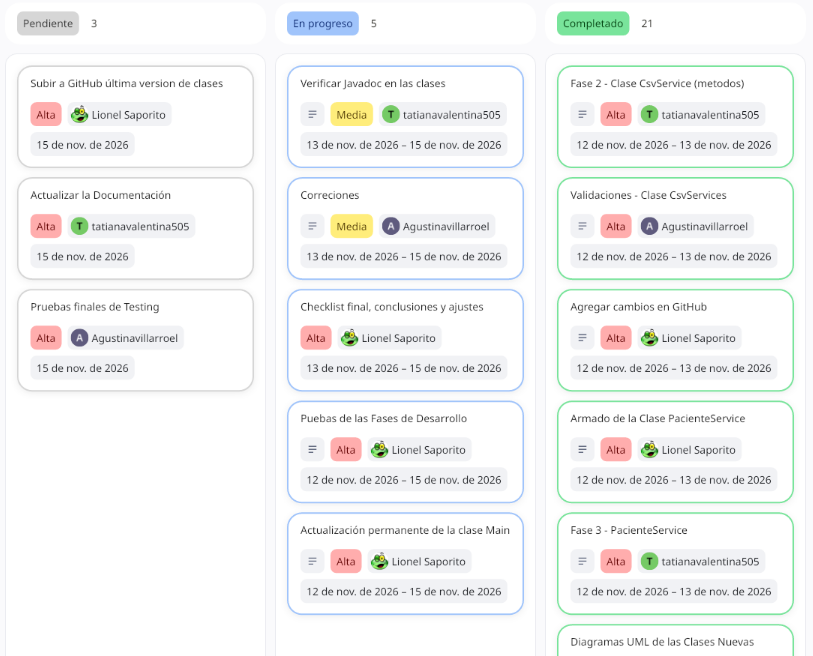 Pendiente 3
Subir a GitHub última version de clases
Alta Lionel Saporito
15 de nov. de 2026
Actualizar la Documentación
Alta T tatianavalentina505
15 de nov. de 2026
Pruebas finales de Testing
Alta A Agustinavillarroel
15 de nov. de 2026
En progreso 5
Verificar Javadoc en las clases
Media T tatianavalentina505
13 de nov. de 2026 – 15 de nov. de 2026
Correciones
Media A Agustinavillarroel
13 de nov. de 2026 – 15 de nov. de 2026
Checklist final, conclusiones y ajustes
Alta Lionel Saporito
13 de nov. de 2026 – 15 de nov. de 2026
Puebas de las Fases de Desarrollo
Alta Lionel Saporito
12 de nov. de 2026 – 15 de nov. de 2026
Actualización permanente de la clase Main
Alta Lionel Saporito
12 de nov. de 2026 – 15 de nov. de 2026
Completado 21
Fase 2 - Clase CsvService (metodos)
Alta T tatianavalentina505
12 de nov. de 2026 – 13 de nov. de 2026
Validaciones - Clase CsvServices
Alta A Agustinavillarroel
12 de nov. de 2026 – 13 de nov. de 2026
Agregar cambios en GitHub
Alta Lionel Saporito
12 de nov. de 2026 – 13 de nov. de 2026
Armado de la Clase PacienteService
Alta Lionel Saporito
12 de nov. de 2026 – 13 de nov. de 2026
Fase 3 - PacienteService
Alta T tatianavalentina505
12 de nov. de 2026 – 13 de nov. de 2026
Diagramas UML de las Clases Nuevas